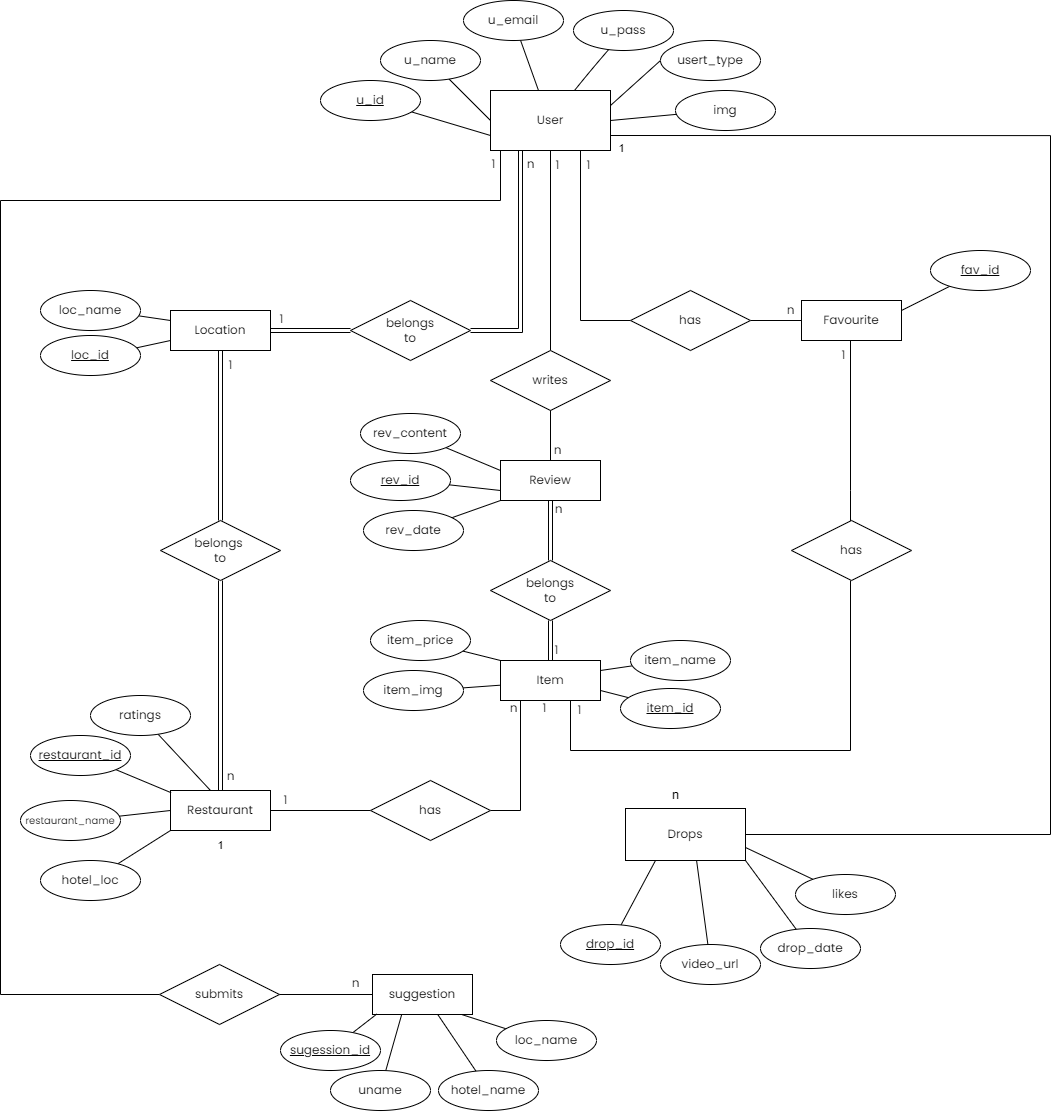 u_email
u_pass
u_name
usert_type
u_id
img
User
1
1
n
1
1
fav_id
loc_name
1
n
Location
belongs
to
has
Favourite
loc_id
1
1
writes
rev_content
n
rev_id
Review
n
rev_date
belongs
to
has
belongs
to
item_price
1
item_name
item_img
Item
item_id
n
1
1
ratings
restaurant_id
n
1
n
Restaurant
has
restaurant_name
1
Drops
hotel_loc
likes
drop_id
drop_date
video_url
n
submits
suggestion
sugession_id
loc_name
uname
hotel_name